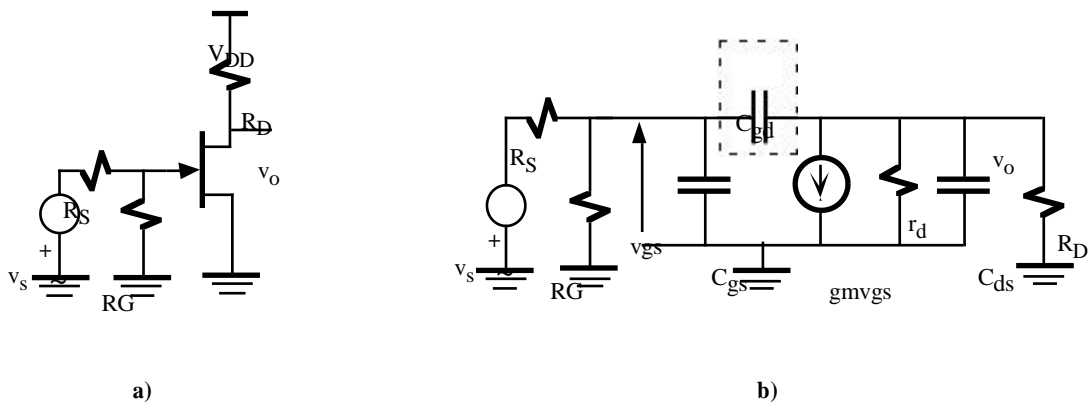 VDD
RD
vo
RS
+
vs
~
RG
a)
Cgd
RS
vo
+
vgs
rd
RD
vs
~
RG
Cgs
gmvgs
Cds
b)